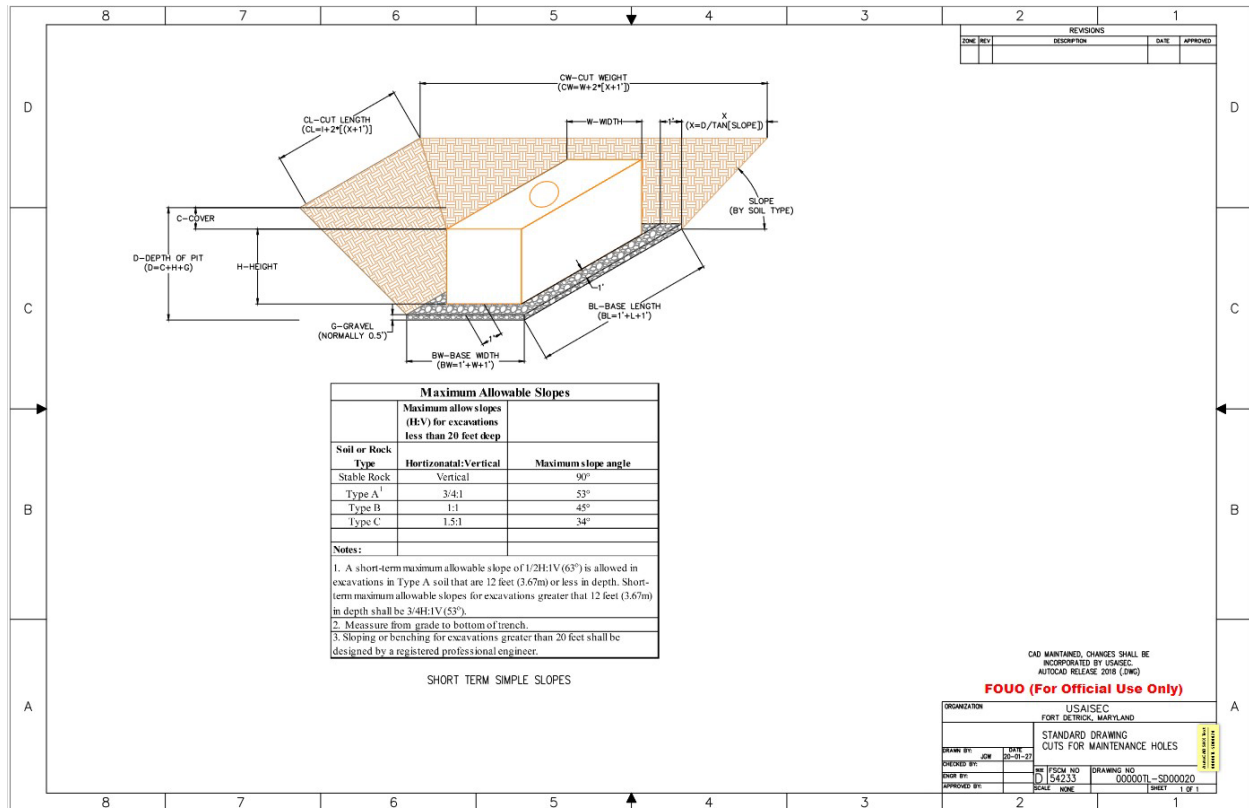 8 7 6 5 4 3 2 1
D D
C C
B B
A A
REVISIONS
ZONE REV DESCRIPTION DATE APPROVED
CW-CUT WEIGHT
(CW=W+2*[X+1'])
CL-CUT LENGTH
(CL=l+2*[(X+1')]
W-WIDTH
1'
X
(X=D/TAN[SLOPE])
SLOPE
(BY SOIL TYPE)
C-COVER
D-DEPTH OF PIT
(D=C+H+G)
H-HEIGHT
G-GRAVEL
(NORMALLY 0.5')
1'
1'
BL-BASE LENGTH
(BL=1'+L+1')
BW-BASE WIDTH
(BW=1'+W+1')
Maximum Allowable Slopes
Maximum allow slopes
(H:V) for excavations
less than 20 feet deep
Soil or Rock
Type Hortizonatal:Vertical Maximum slope angle
Stable Rock Vertical 90°
Type A1 3/4:1 53°
Type B 1:1 45°
Type C 1.5:1 34°
Notes:
1. A short-term maximum allowable slope of 1/2H:1V (63°) is allowed in
excavations in Type A soil that are 12 feet (3.67m) or less in depth. Short-
term maximum allowable slopes for excavations greater that 12 feet (3.67m)
in depth shall be 3/4H:1V (53°).
2. Meassure from grade to bottom of trench.
3. Sloping or benching for excavations greater than 20 feet shall be
designed by a registered professional engineer.
SHORT TERM SIMPLE SLOPES
CAD MAINTAINED, CHANGES SHALL BE
INCORPORATED BY USAISEC.
AUTOCAD RELEASE 2018 (.DWG)
FOUO (For Official Use Only)
ORGANIZATION
USAISEC
FORT DETRICK, MARYLAND
STANDARD DRAWING
CUTS FOR MAINTENANCE HOLES
DRAWN BY: JGW DATE 20-01-27
CHECKED BY:
ENGR BY:
APPROVED BY:
SIZE D FSCM NO 54233 DRAWING NO 00000TL-SD00020
SCALE NONE SHEET 1 OF 1
8 7 6 5 4 3 2 1